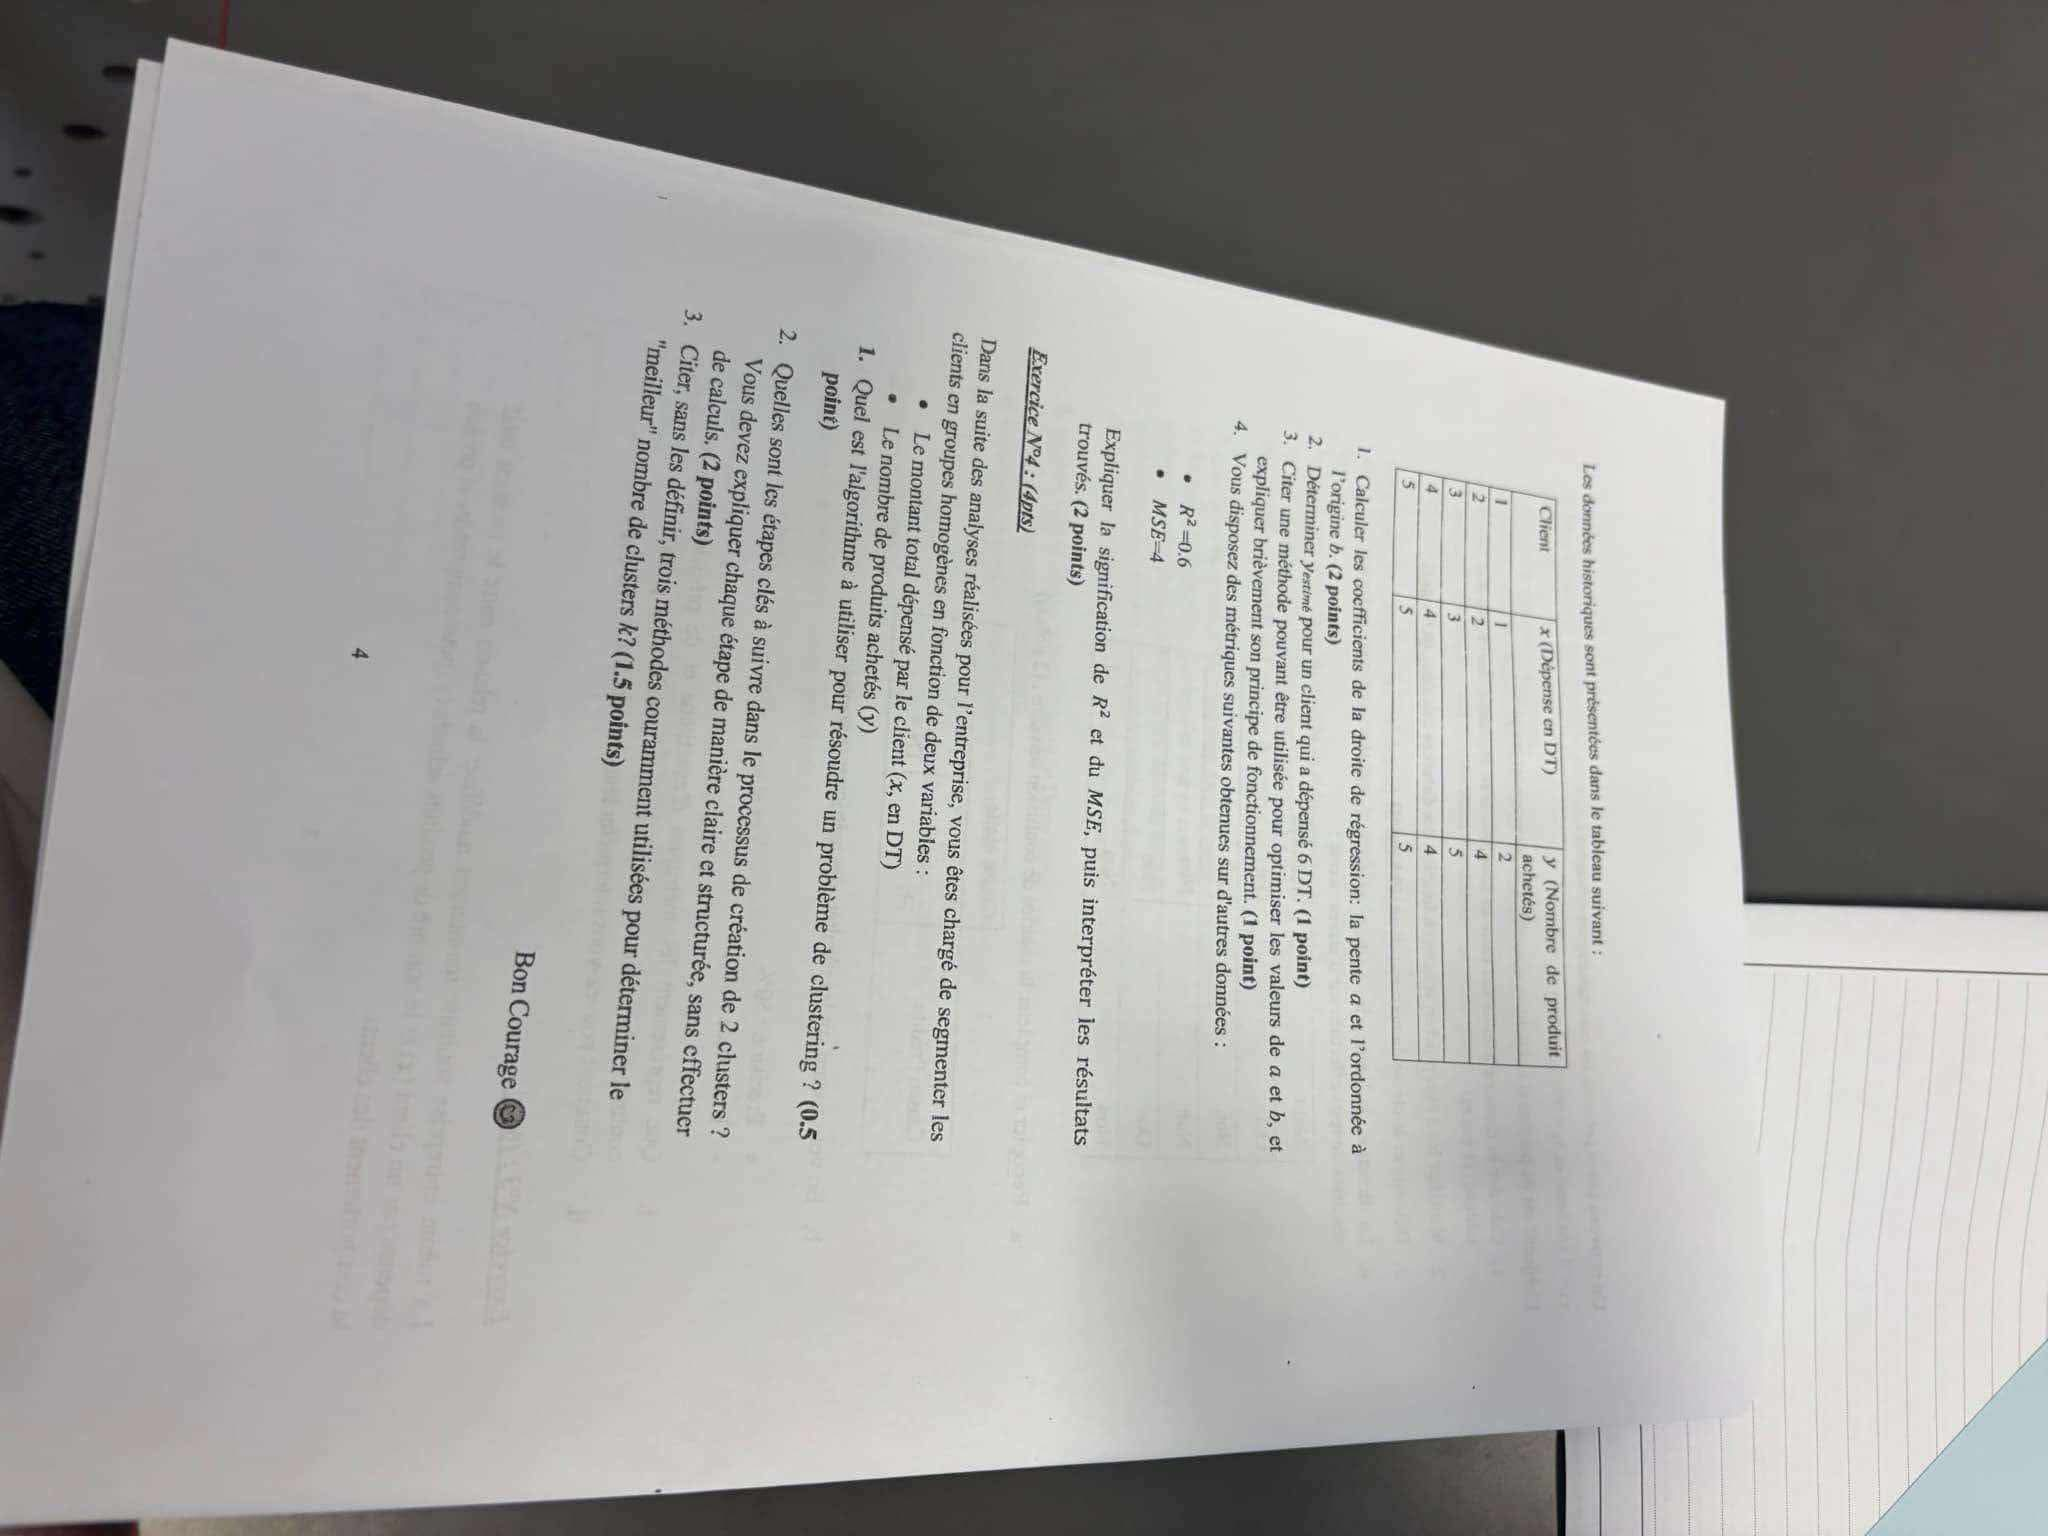 Les données historiques sont présentées dans le tableau suivant :
Client x (Dépense en DT) y (Nombre de produit
achetés)
1 1 2
2 2 4
3 3 5
4 4 4
5 5 5
1. Calculer les coefficients de la droite de régression: la pente a et l'ordonnée à
l'origine b. (2 points)
2. Déterminer yestimé pour un client qui a dépensé 6 DT. (1 point)
3. Citer une méthode pouvant être utilisée pour optimiser les valeurs de a et b, et
expliquer brièvement son principe de fonctionnement. (1 point)
4. Vous disposez des métriques suivantes obtenues sur d'autres données :
• R²=0.6
• MSE=4
Expliquer la signification de R² et du MSE, puis interpréter les résultats
trouvés. (2 points)
Exercice N°4 : (4pts)
Dans la suite des analyses réalisées pour l'entreprise, vous êtes chargé de segmenter les
clients en groupes homogènes en fonction de deux variables :
• Le montant total dépensé par le client (x, en DT)
• Le nombre de produits achetés (y)
1. Quel est l'algorithme à utiliser pour résoudre un problème de clustering ? (0.5
point)
2. Quelles sont les étapes clés à suivre dans le processus de création de 2 clusters ?
Vous devez expliquer chaque étape de manière claire et structurée, sans effectuer
de calculs. (2 points)
3. Citer, sans les définir, trois méthodes couramment utilisées pour déterminer le
"meilleur" nombre de clusters k? (1.5 points)
Bon Courage
4